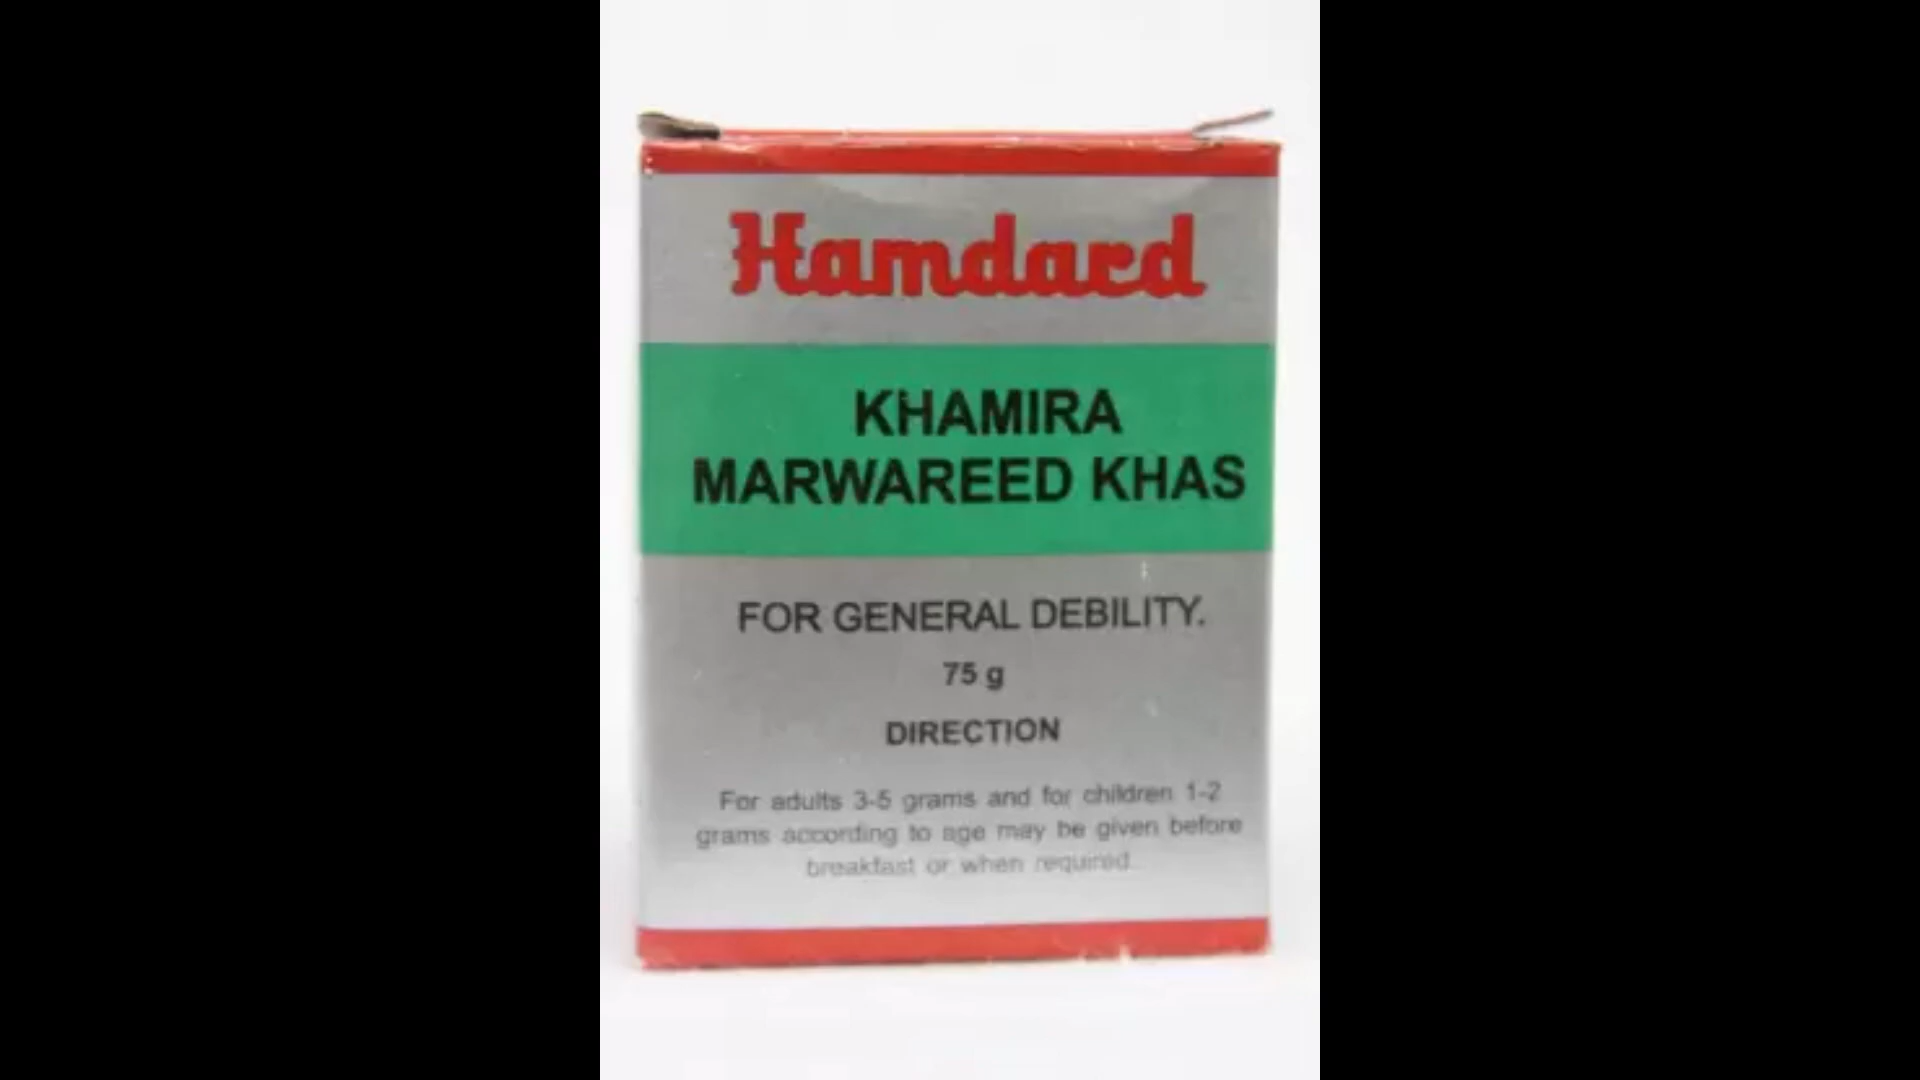 Hamdard
KHAMIRA
MARWAREED KHAS
FOR GENERAL DEBILITY.
75 g
DIRECTION
For adults 3-5 grams and for children 1-2
grams according to age may be given before
breakfast or when required.